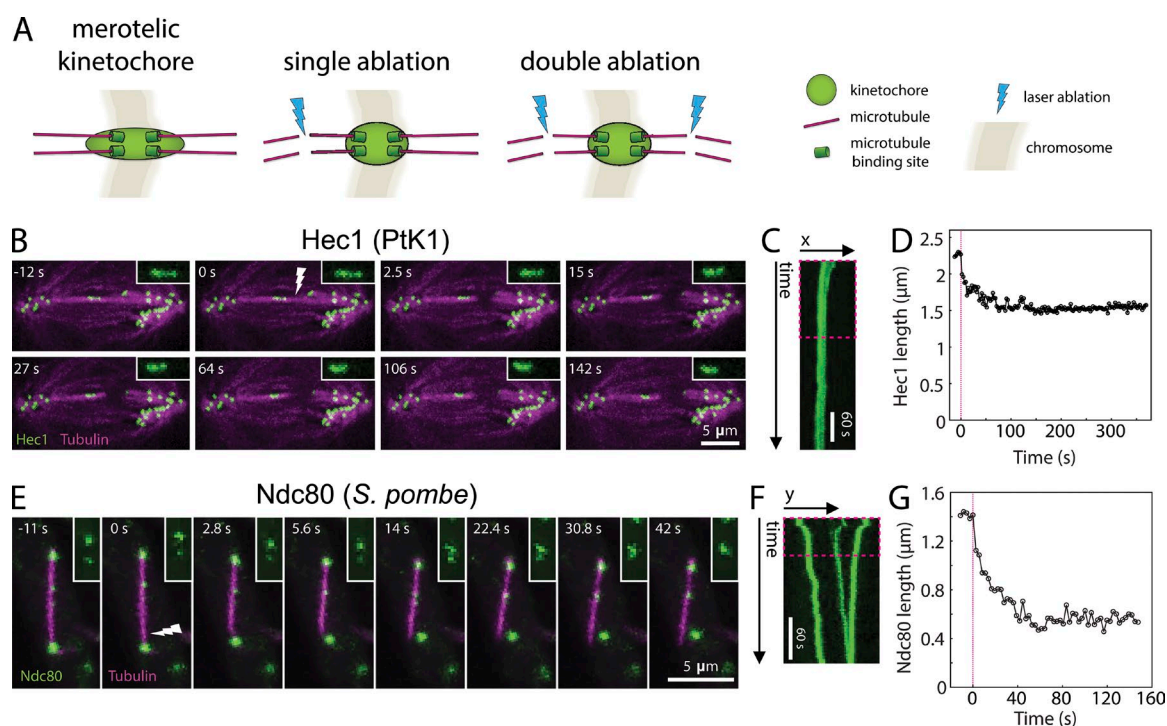 A
merotelic
kinetochore
single ablation
double ablation
kinetochore
microtubule
microtubule
binding site
laser ablation
chromosome
B
Hec1 (PtK1)
-12 s
0 s
2.5 s
15 s
27 s
64 s
106 s
142 s
Hec1 Tubulin
5 µm
C
x
time
60 s
D
Hec1 length (µm)
2.5
2
1.5
1
0.5
0
0
100
200
300
Time (s)
E
Ndc80 (S. pombe)
-11 s
0 s
2.8 s
5.6 s
14 s
22.4 s
30.8 s
42 s
Ndc80
Tubulin
5 µm
F
y
time
60 s
G
Ndc80 length (µm)
1.6
1.2
0.8
0.4
0
0
40
80
120
160
Time (s)